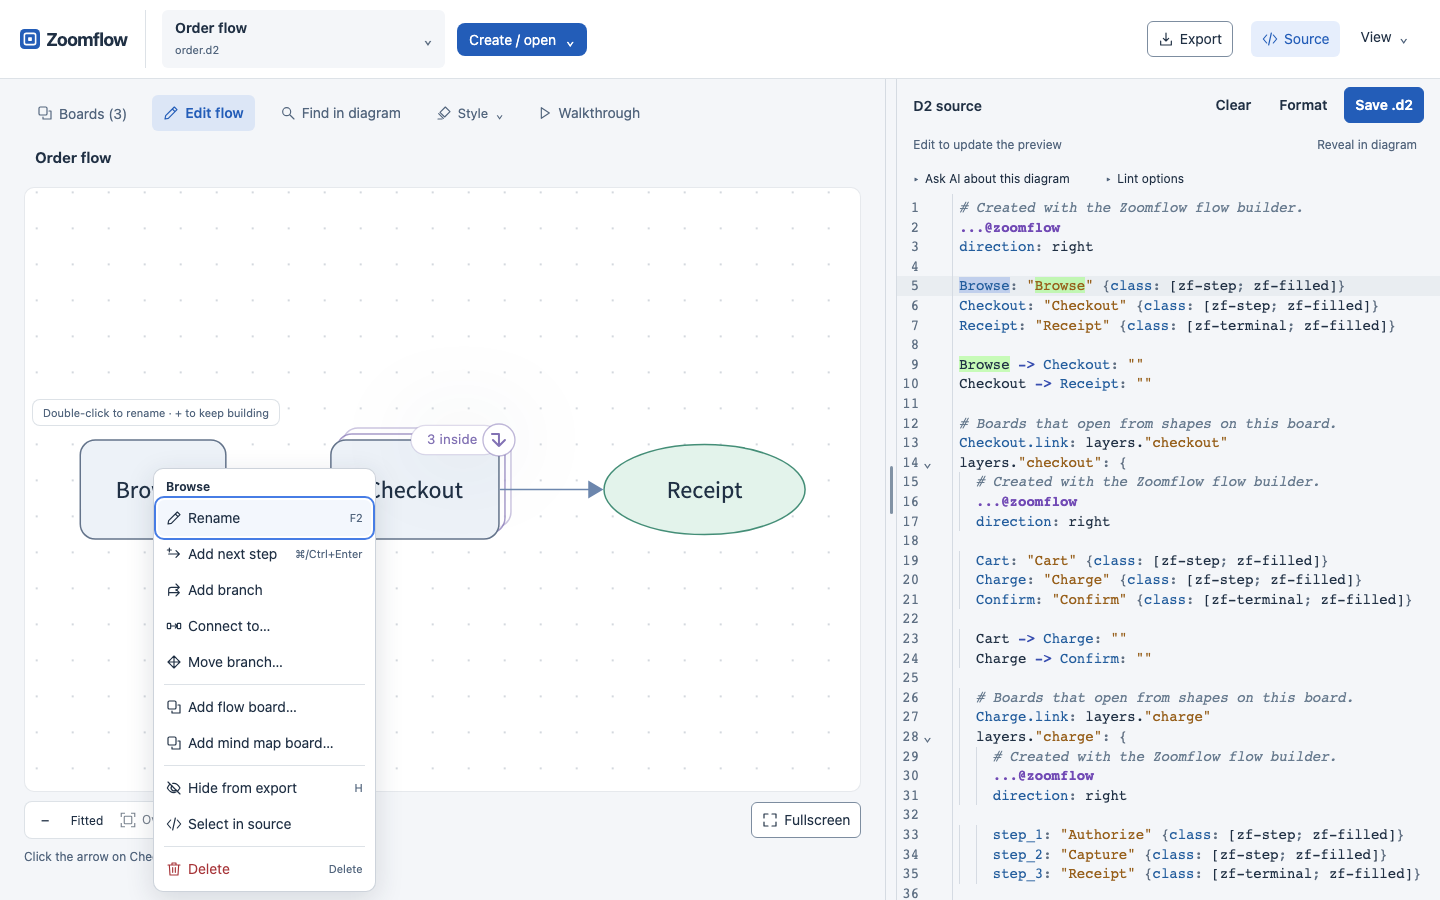 Zoomflow
Order flow
order.d2
Create / open
Export
Source
View
Boards (3)
Edit flow
Find in diagram
Style
Walkthrough
Order flow
Double-click to rename · + to keep building
3 inside
Checkout
Receipt
Browse
Rename F2
Add next step ⌘/Ctrl+Enter
Add branch
Connect to...
Move branch...
Add flow board...
Add mind map board...
Hide from export H
Select in source
Delete Delete
− Fitted
Fullscreen
Click the arrow on
D2 source
Clear
Format
Save .d2
Edit to update the preview
Reveal in diagram
Ask AI about this diagram
Lint options
1 # Created with the Zoomflow flow builder.
2 ...@zoomflow
3 direction: right
4
5 Browse: "Browse" {class: [zf-step; zf-filled]}
6 Checkout: "Checkout" {class: [zf-step; zf-filled]}
7 Receipt: "Receipt" {class: [zf-terminal; zf-filled]}
8
9 Browse -> Checkout: ""
10 Checkout -> Receipt: ""
11
12 # Boards that open from shapes on this board.
13 Checkout.link: layers."checkout"
14 layers."checkout": {
15 # Created with the Zoomflow flow builder.
16 ...@zoomflow
17 direction: right
18
19 Cart: "Cart" {class: [zf-step; zf-filled]}
20 Charge: "Charge" {class: [zf-step; zf-filled]}
21 Confirm: "Confirm" {class: [zf-terminal; zf-filled]}
22
23 Cart -> Charge: ""
24 Charge -> Confirm: ""
25
26 # Boards that open from shapes on this board.
27 Charge.link: layers."charge"
28 layers."charge": {
29 # Created with the Zoomflow flow builder.
30 ...@zoomflow
31 direction: right
32
33 step_1: "Authorize" {class: [zf-step; zf-filled]}
34 step_2: "Capture" {class: [zf-step; zf-filled]}
35 step_3: "Receipt" {class: [zf-terminal; zf-filled]}
36